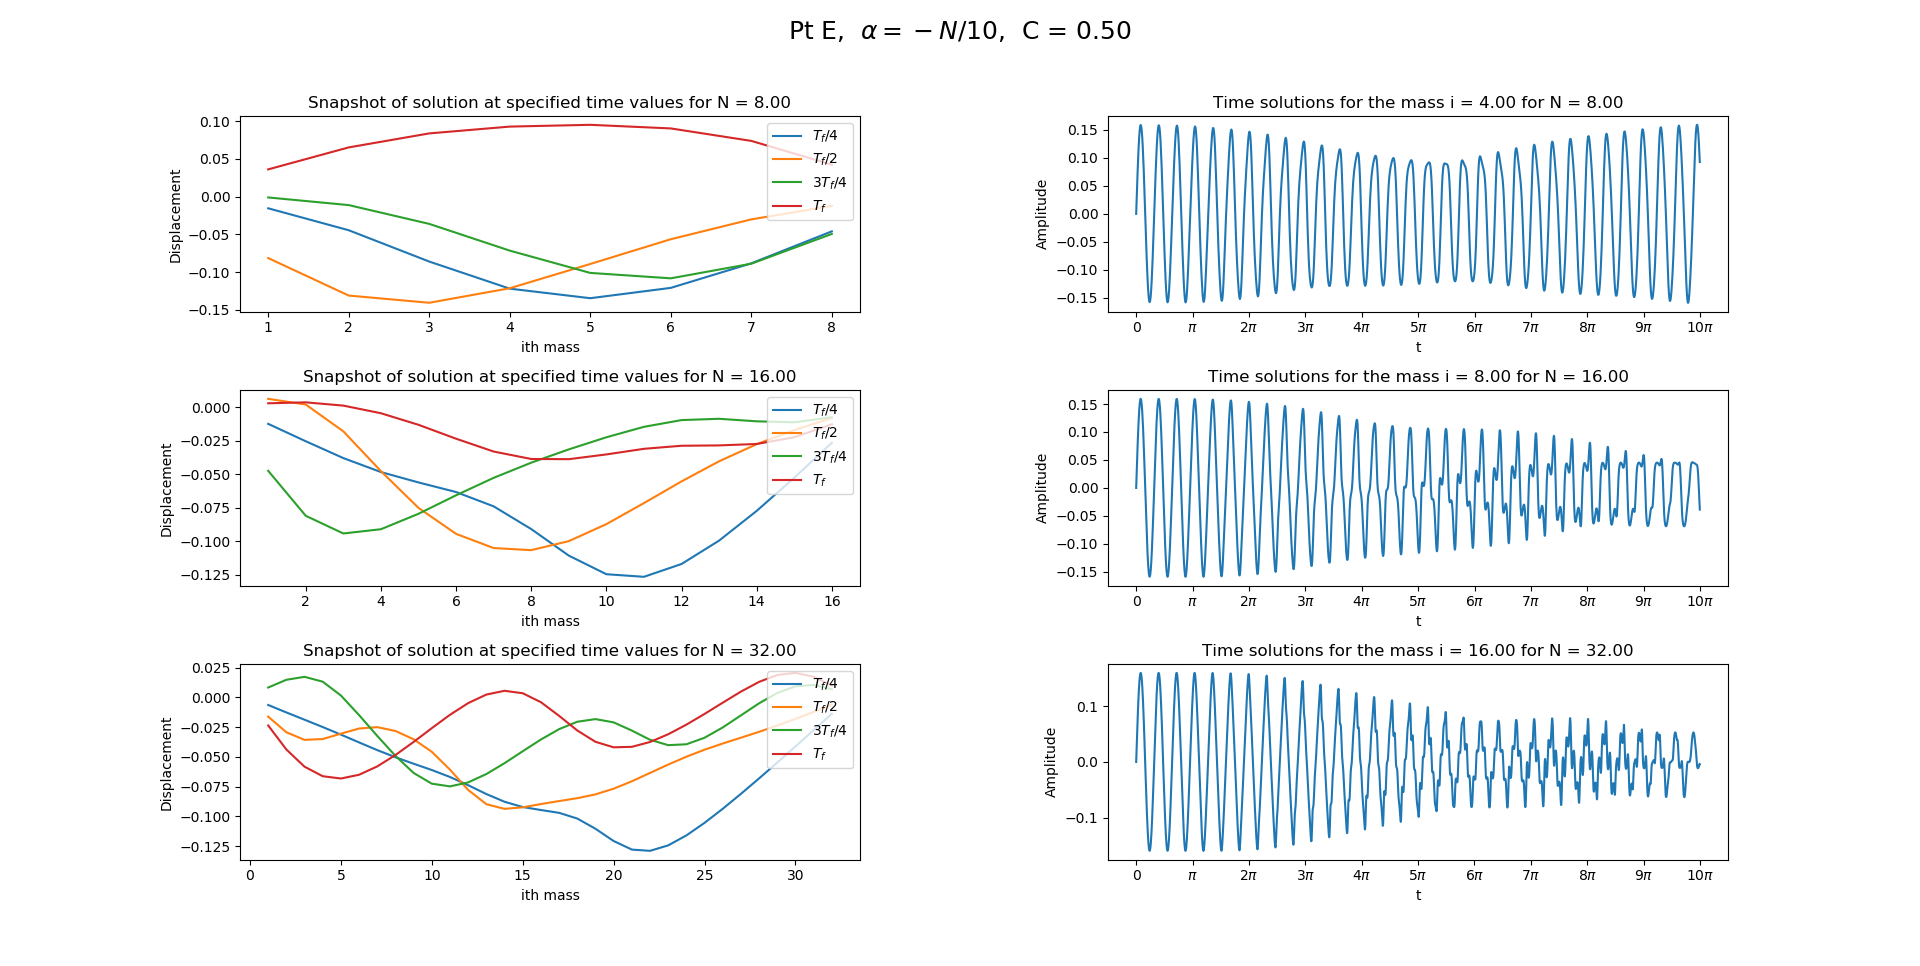 Pt E, α = − N/10, C = 0.50
Snapshot of solution at specified time values for N = 8.00
0.10
0.05
0.00
−0.05
−0.10
−0.15
Displacement
T_f/4
T_f/2
3T_f/4
T_f
1 2 3 4 5 6 7 8
ith mass
Time solutions for the mass i = 4.00 for N = 8.00
0.15
0.10
0.05
0.00
−0.05
−0.10
−0.15
Amplitude
0 π 2π 3π 4π 5π 6π 7π 8π 9π 10π
t
Snapshot of solution at specified time values for N = 16.00
0.000
−0.025
−0.050
−0.075
−0.100
−0.125
Displacement
T_f/4
T_f/2
3T_f/4
T_f
2 4 6 8 10 12 14 16
ith mass
Time solutions for the mass i = 8.00 for N = 16.00
0.15
0.10
0.05
0.00
−0.05
−0.10
−0.15
Amplitude
0 π 2π 3π 4π 5π 6π 7π 8π 9π 10π
t
Snapshot of solution at specified time values for N = 32.00
0.025
0.000
−0.025
−0.050
−0.075
−0.100
−0.125
Displacement
T_f/4
T_f/2
3T_f/4
T_f
0 5 10 15 20 25 30
ith mass
Time solutions for the mass i = 16.00 for N = 32.00
0.1
0.0
−0.1
Amplitude
0 π 2π 3π 4π 5π 6π 7π 8π 9π 10π
t